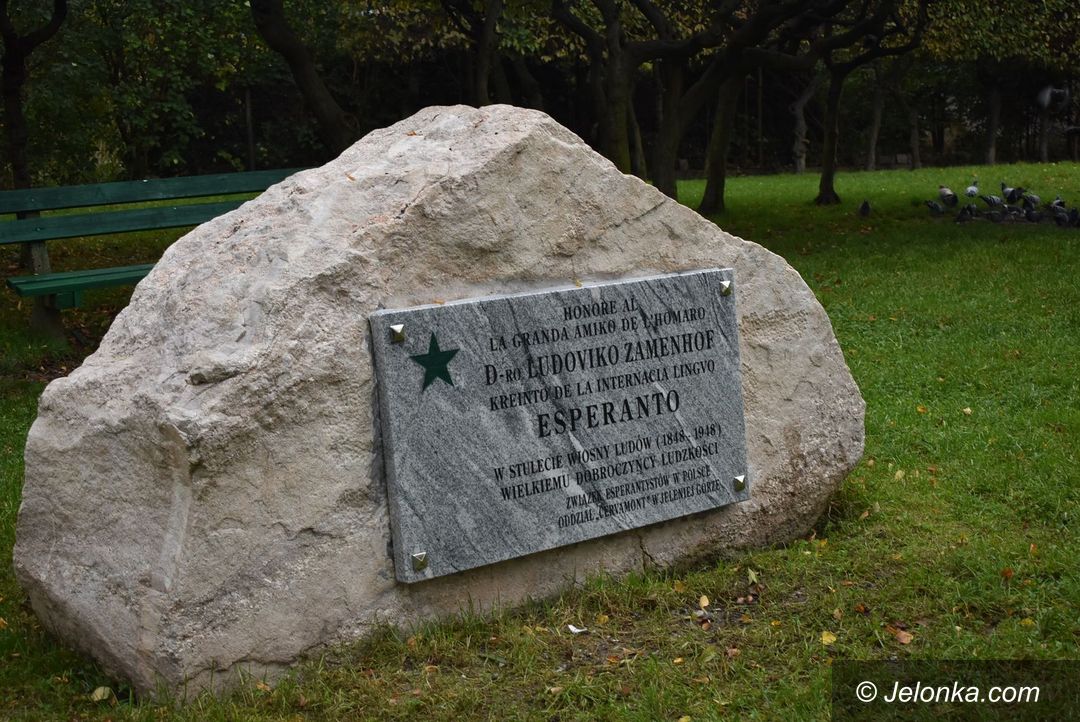 HONORE AL
LA GRANDA AMIKO DE L'HOMARO
D-RO LUDOVIKO ZAMENHOF
KREINTO DE LA INTERNACIA LINGVO
ESPERANTO
W STULECIE WIOSNY LUDÓW (1848 - 1948)
WIELKIEMU DOBROCZYŃCY LUDZKOŚCI
ZWIĄZEK ESPERANTYSTÓW W POLSCE
ODDZIAŁ „CERVAMONT" W JELENIEJ GÓRZE
© Jelonka.com